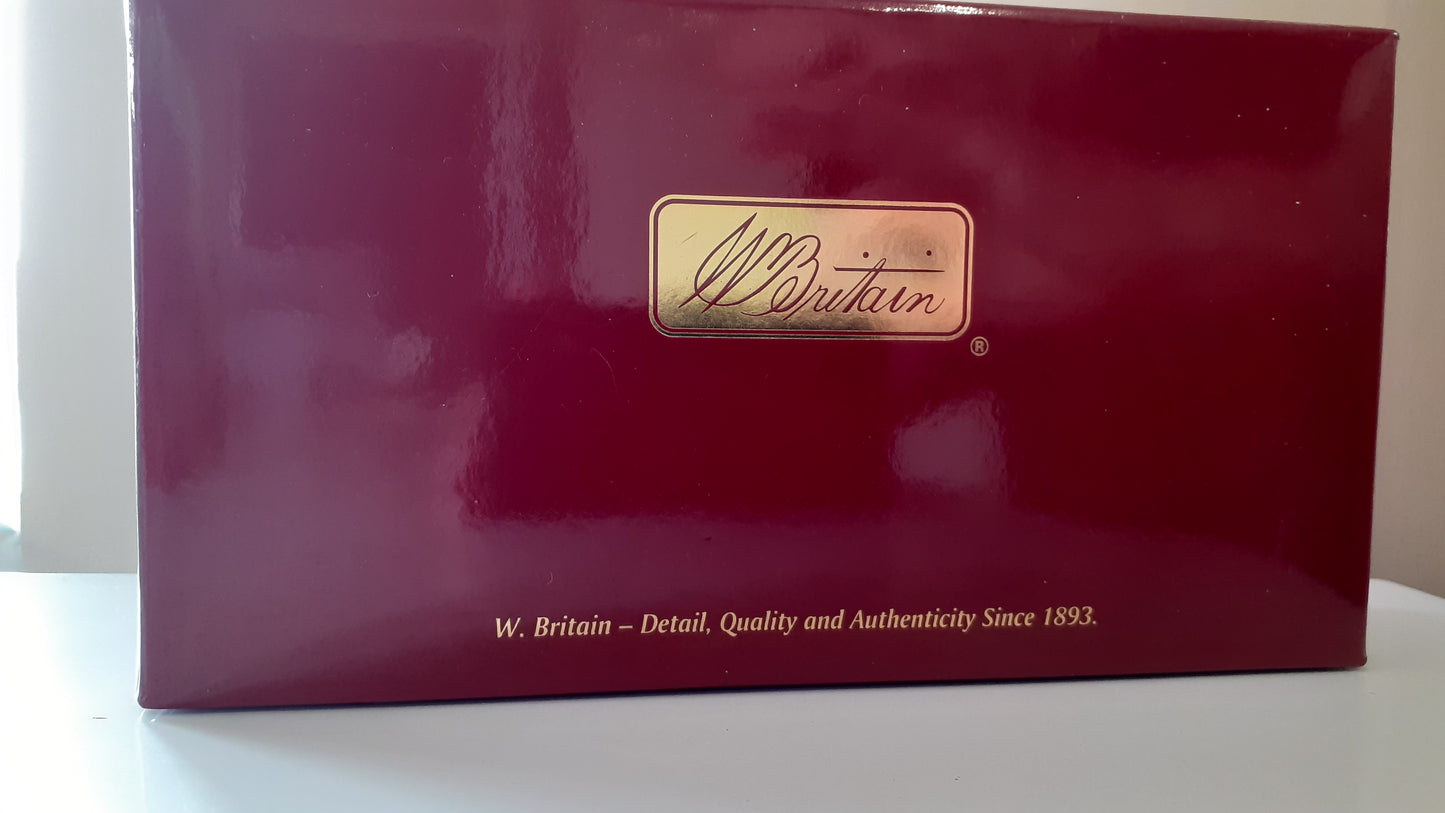 W Britain
®
W. Britain – Detail, Quality and Authenticity Since 1893.